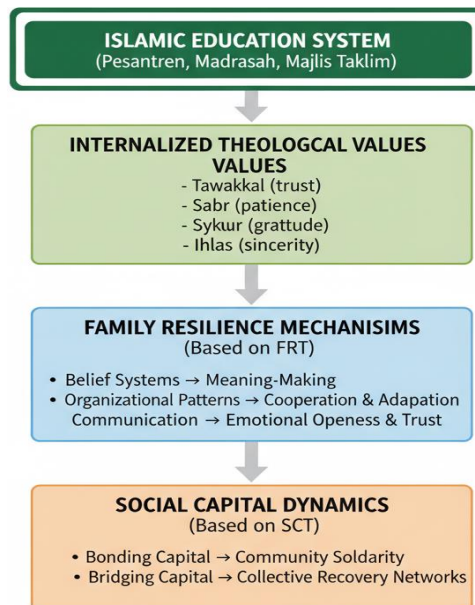 ISLAMIC EDUCATION SYSTEM
(Pesantren, Madrasah, Majlis Taklim)
INTERNALIZED THEOLOGCAL VALUES
VALUES
- Tawakkal (trust)
- Sabr (patience)
- Sykur (grattude)
- Ihlas (sincerity)
FAMILY RESILIENCE MECHANISIMS
(Based on FRT)
• Belief Systems → Meaning-Making
• Organizational Patterns → Cooperation & Adapation
Communication → Emotional Openess & Trust
SOCIAL CAPITAL DYNAMICS
(Based on SCT)
• Bonding Capital → Community Soldarity
• Bridging Capital → Collective Recovery Networks